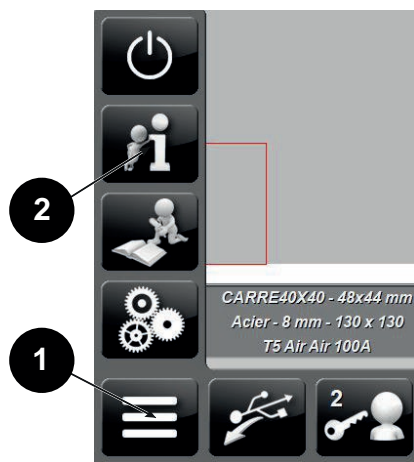 2
CARRE40X40 - 48x44 mm
Acier - 8 mm - 130 x 130
T5 Air Air 100A
1
2